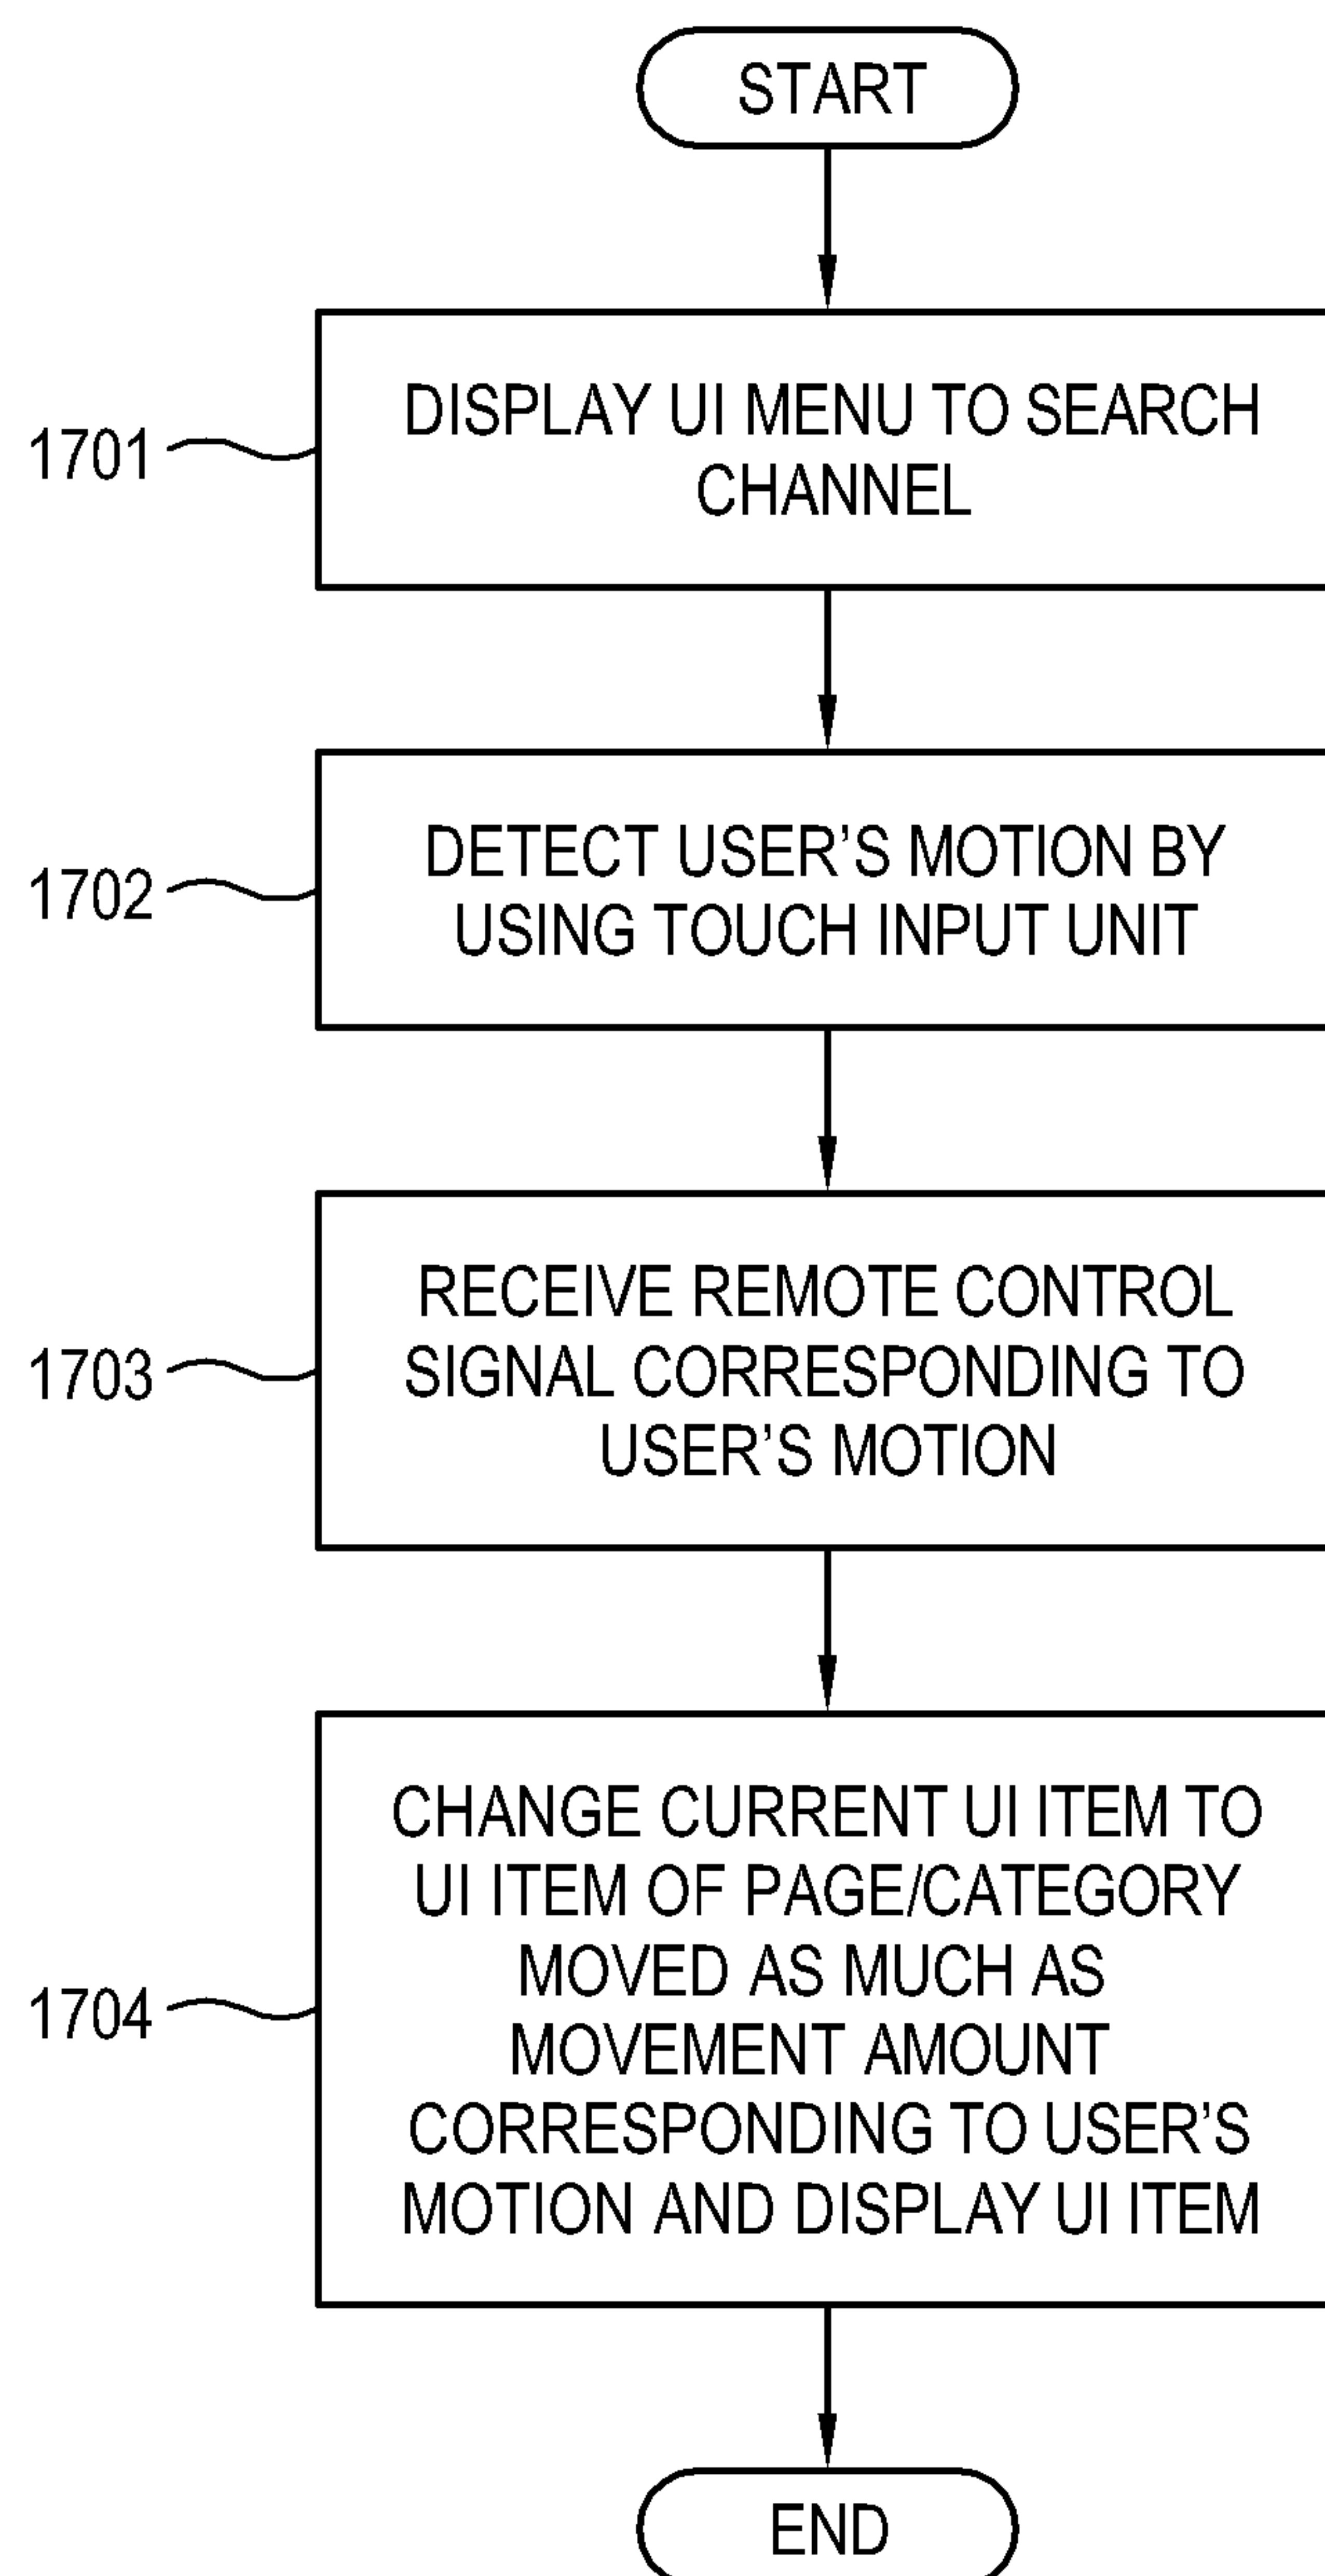 START
1701
DISPLAY UI MENU TO SEARCH
CHANNEL
1702
DETECT USER’S MOTION BY
USING TOUCH INPUT UNIT
1703
RECEIVE REMOTE CONTROL
SIGNAL CORRESPONDING TO
USER’S MOTION
1704
CHANGE CURRENT UI ITEM TO
UI ITEM OF PAGE/CATEGORY
MOVED AS MUCH AS
MOVEMENT AMOUNT
CORRESPONDING TO USER’S
MOTION AND DISPLAY UI ITEM
END